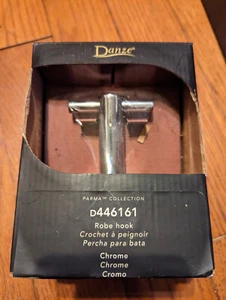 Danze®
PARMA™ COLLECTION
D446161
Robe hook
Crochet à peignoir
Percha para bata
Chrome
Chrome
Cromo